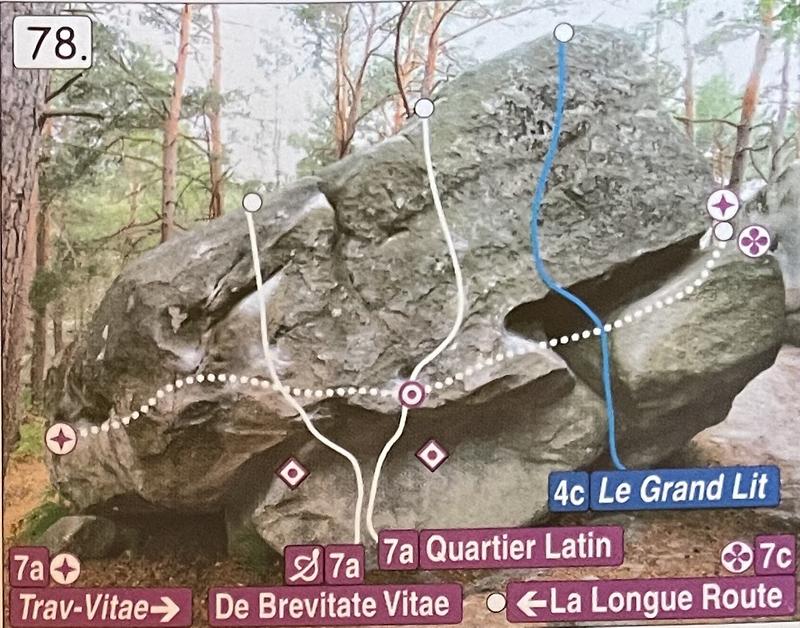 78.
4c Le Grand Lit
7a Quartier Latin
7a
7a
7c
Trav-Vitae→
De Brevitate Vitae
←La Longue Route